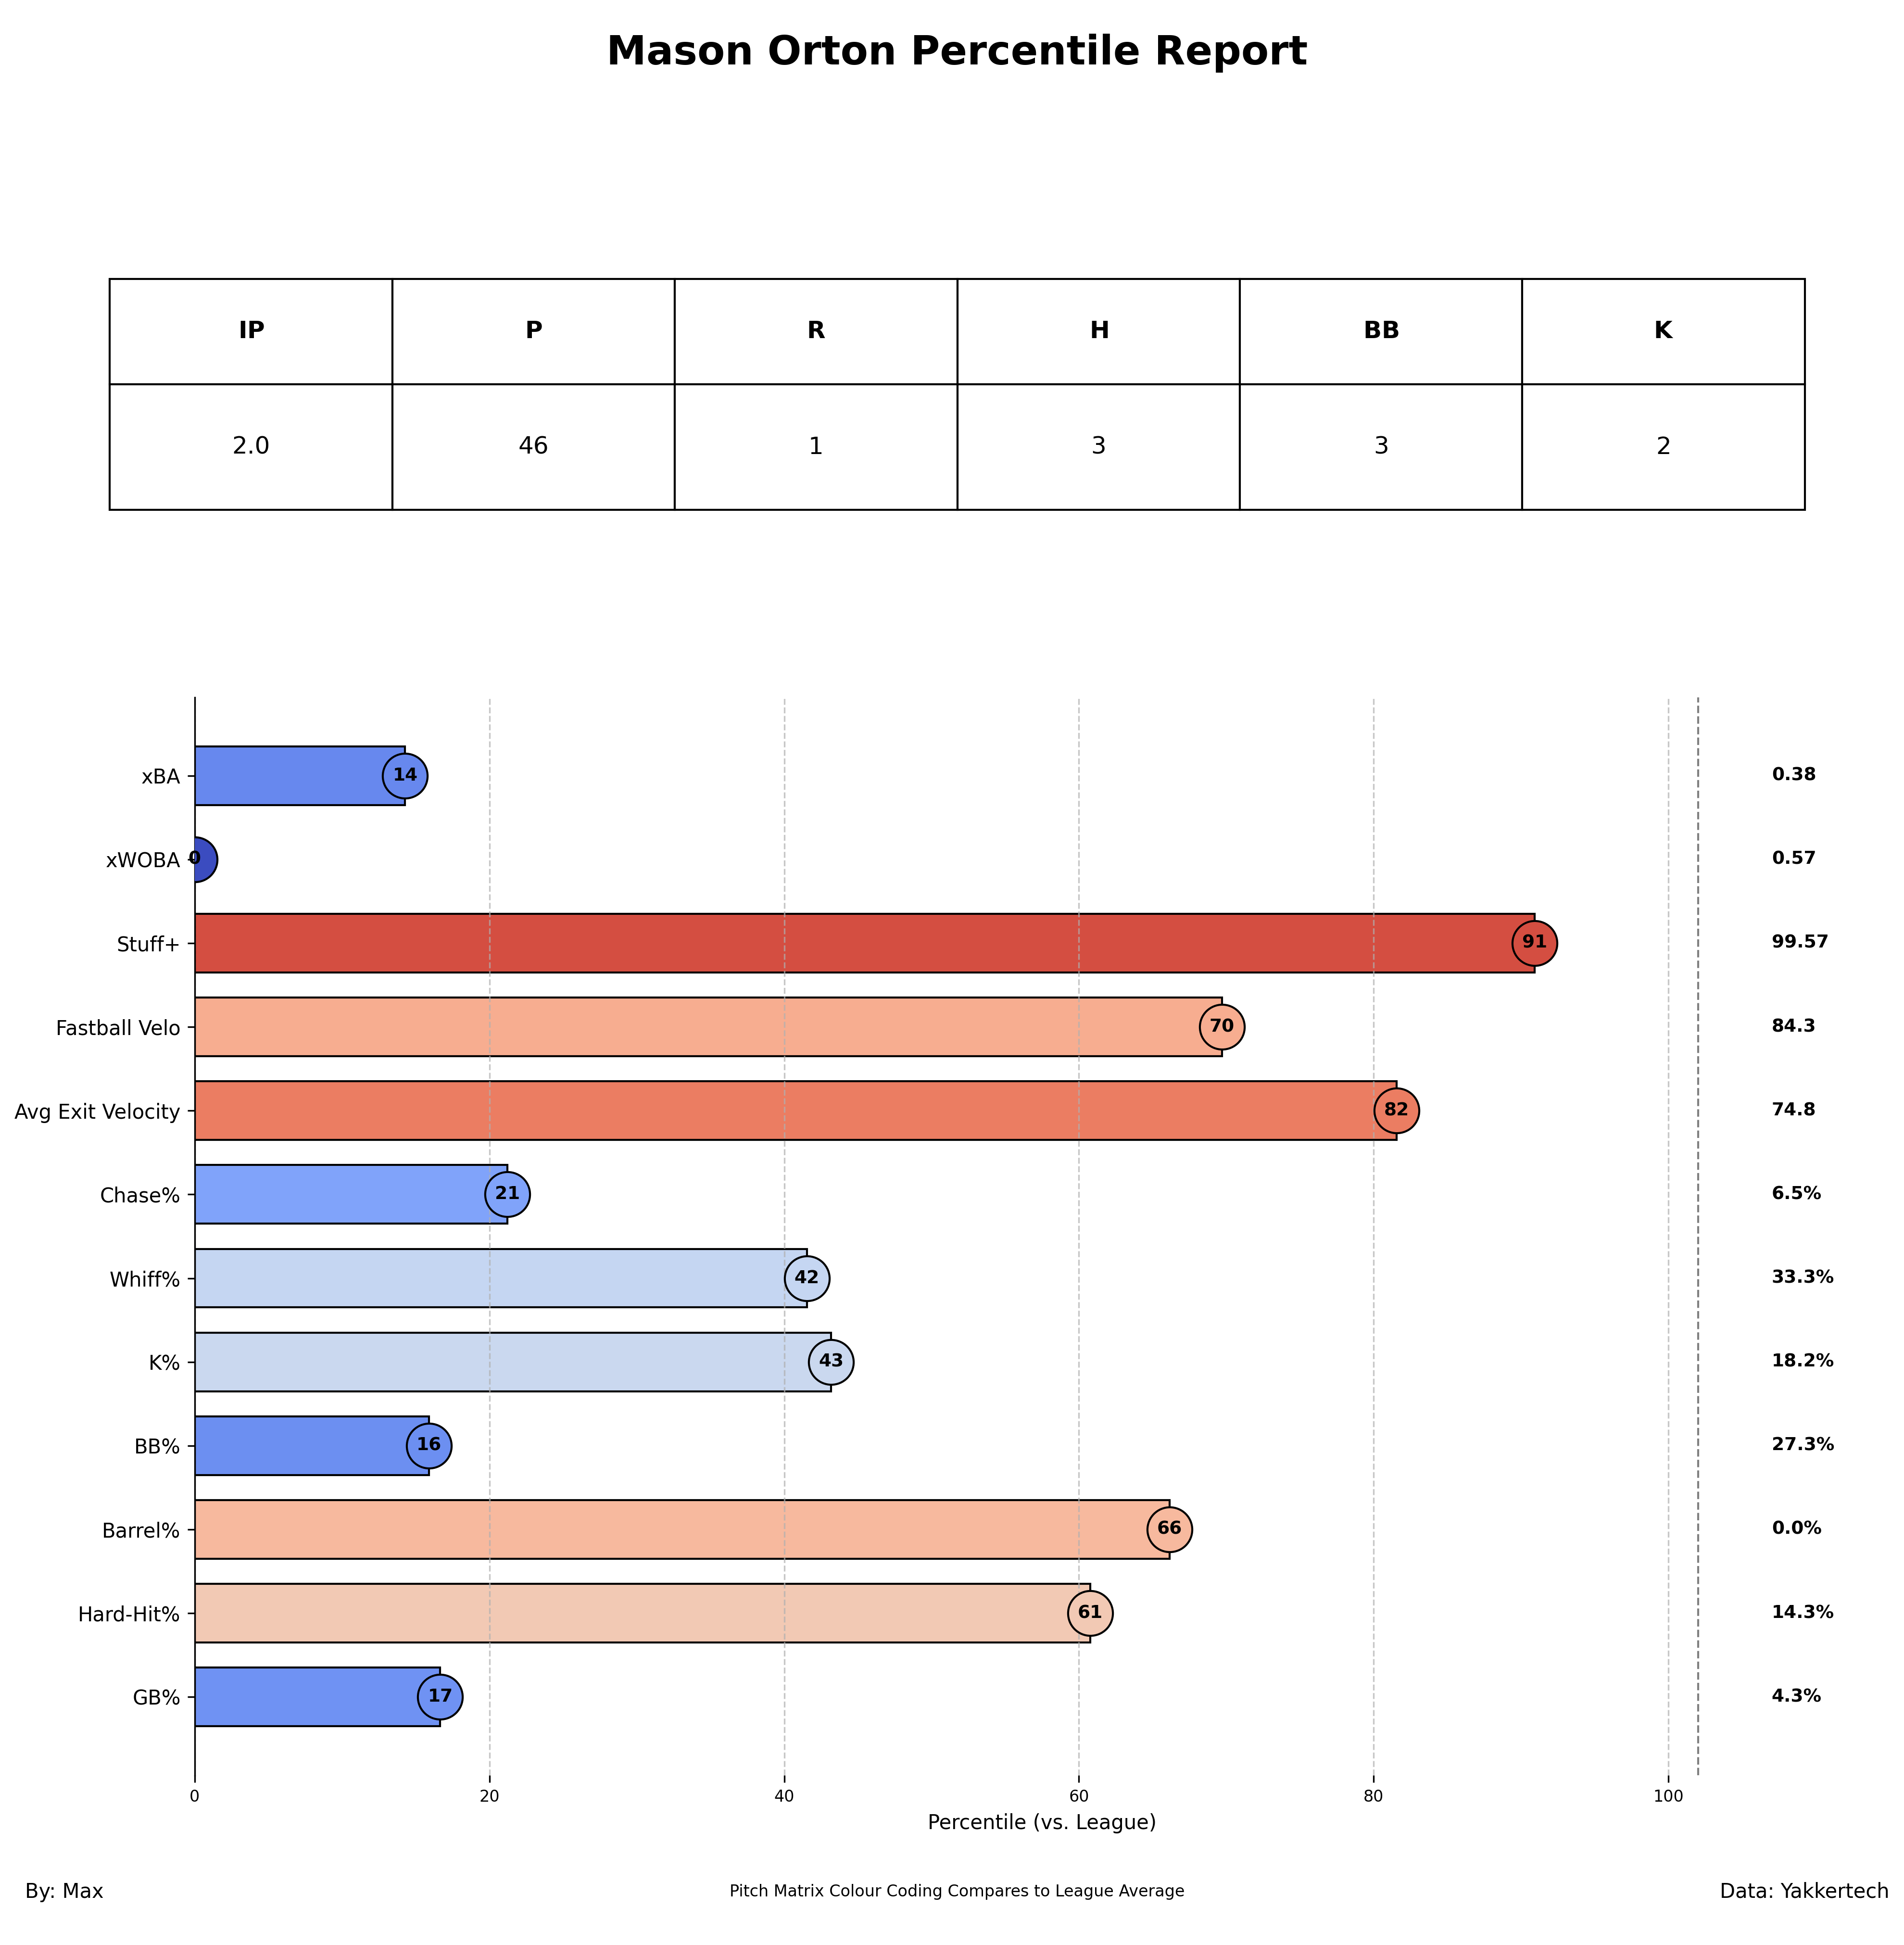 Mason Orton Percentile Report
IP P R H BB K
2.0 46 1 3 3 2
xBA 14 0.38
xWOBA 0 0.57
Stuff+ 91 99.57
Fastball Velo 70 84.3
Avg Exit Velocity 82 74.8
Chase% 21 6.5%
Whiff% 42 33.3%
K% 43 18.2%
BB% 16 27.3%
Barrel% 66 0.0%
Hard-Hit% 61 14.3%
GB% 17 4.3%
0 20 40 60 80 100
Percentile (vs. League)
By: Max Pitch Matrix Colour Coding Compares to League Average Data: Yakkertech